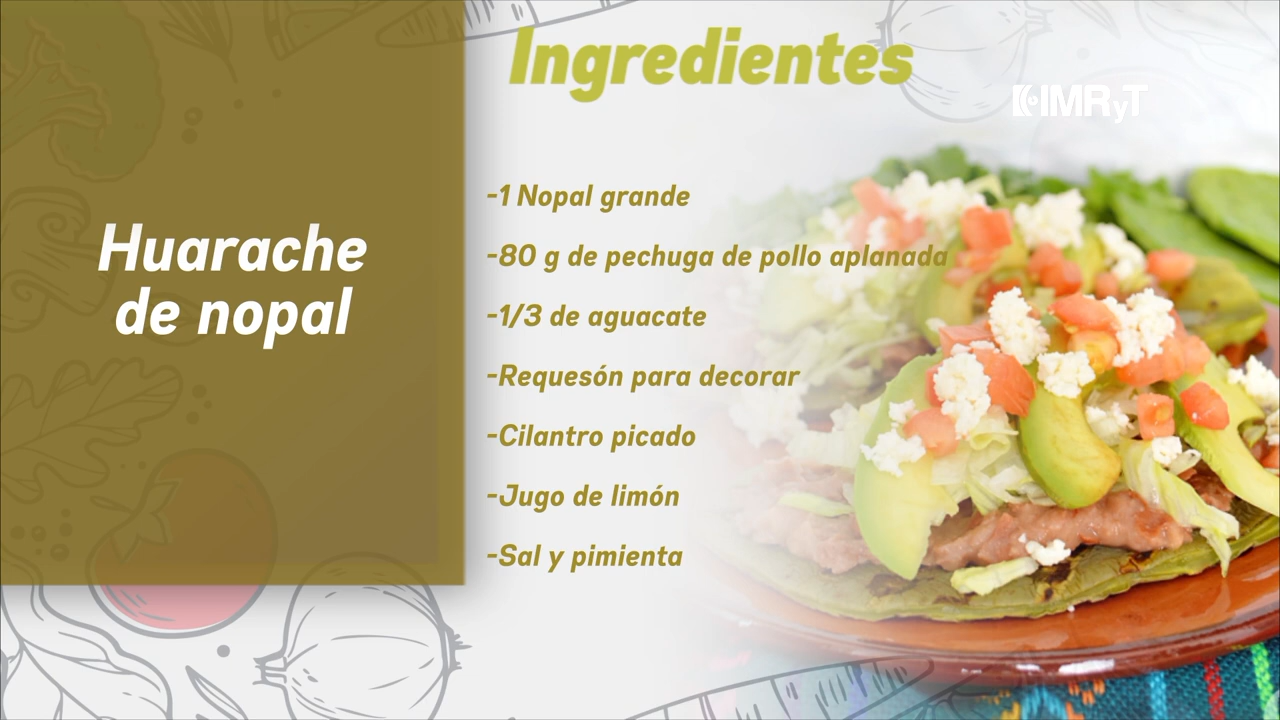 Ingredientes
IMRyT
Huarache
de nopal
-1 Nopal grande
-80 g de pechuga de pollo aplanada
-1/3 de aguacate
-Requesón para decorar
-Cilantro picado
-Jugo de limón
-Sal y pimienta